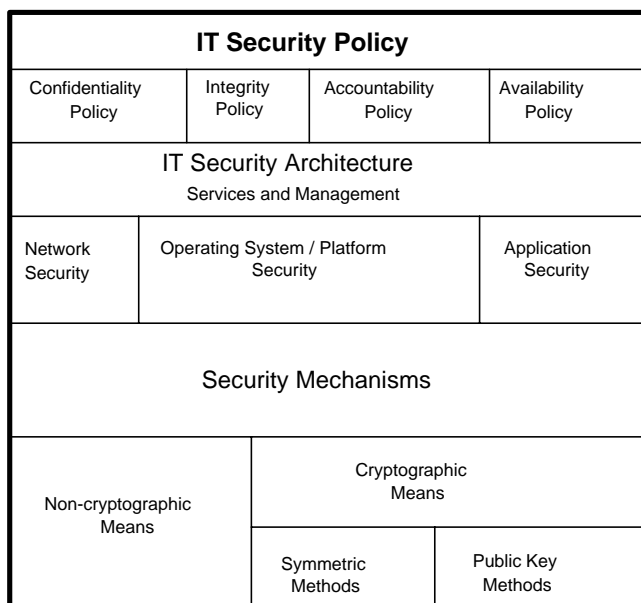 IT Security Policy
Confidentiality
Policy
Integrity
Policy
Accountability
Policy
Availability
Policy
IT Security Architecture
Services and Management
Network
Security
Operating System / Platform
Security
Application
Security
Security Mechanisms
Non-cryptographic
Means
Cryptographic
Means
Symmetric
Methods
Public Key
Methods